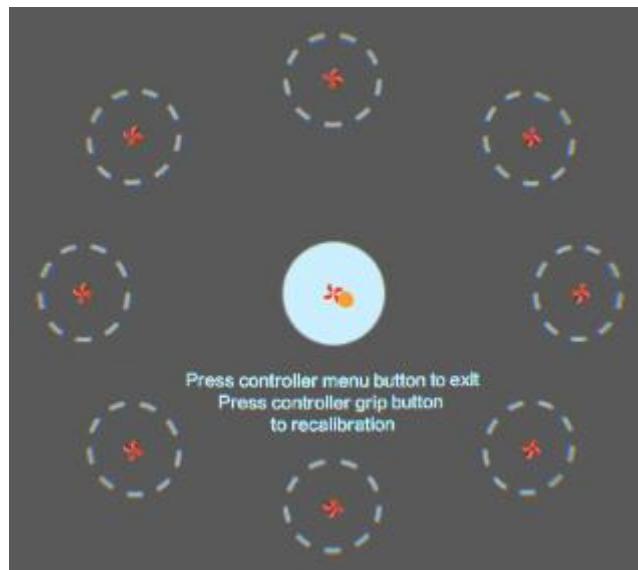 Press controller menu button to exit
Press controller grip button
to recalibration